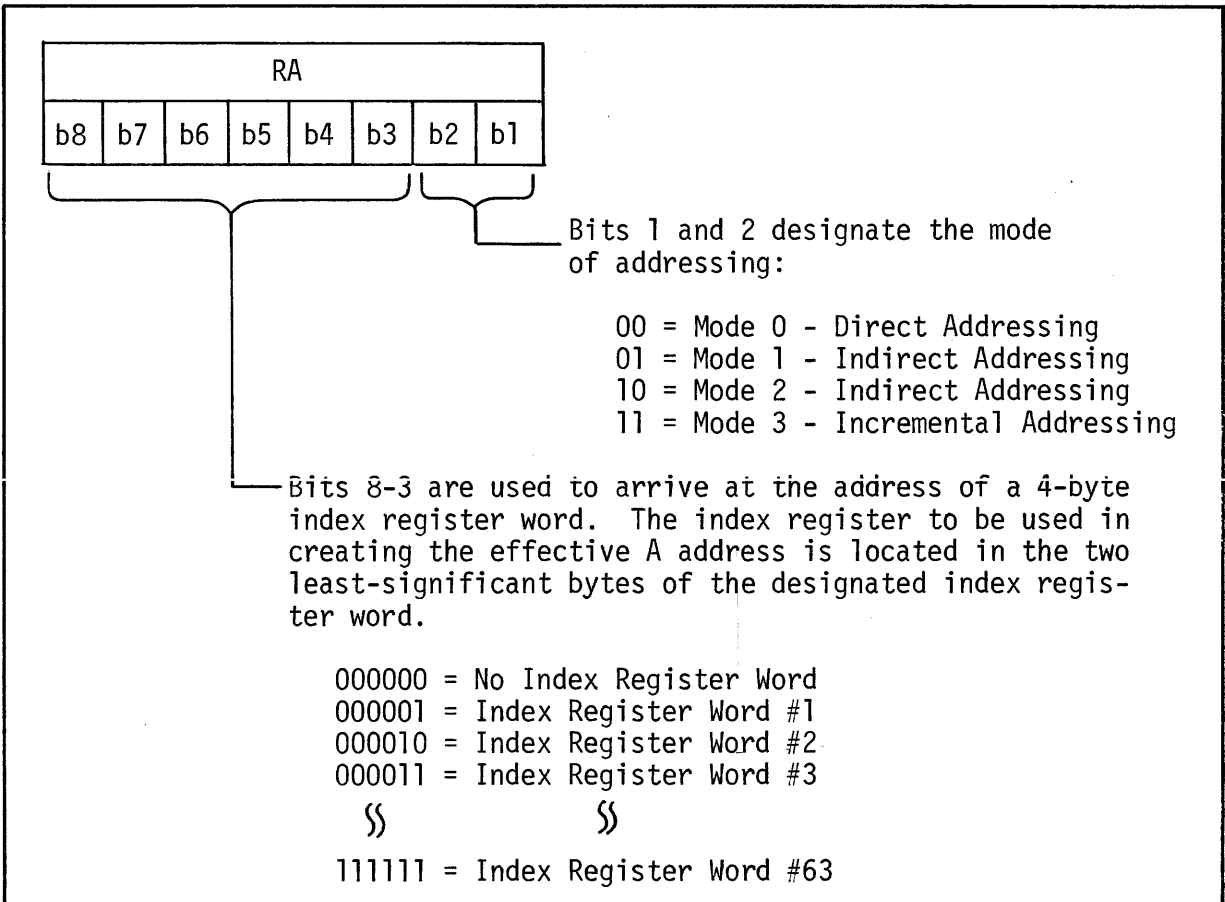 RA
b8 b7 b6 b5 b4 b3 b2 b1
Bits 1 and 2 designate the mode
of addressing:
00 = Mode 0 - Direct Addressing
01 = Mode 1 - Indirect Addressing
10 = Mode 2 - Indirect Addressing
11 = Mode 3 - Incremental Addressing
Bits 8-3 are used to arrive at the address of a 4-byte
index register word. The index register to be used in
creating the effective A address is located in the two
least-significant bytes of the designated index regis-
ter word.
000000 = No Index Register Word
000001 = Index Register Word #1
000010 = Index Register Word #2
000011 = Index Register Word #3
111111 = Index Register Word #63